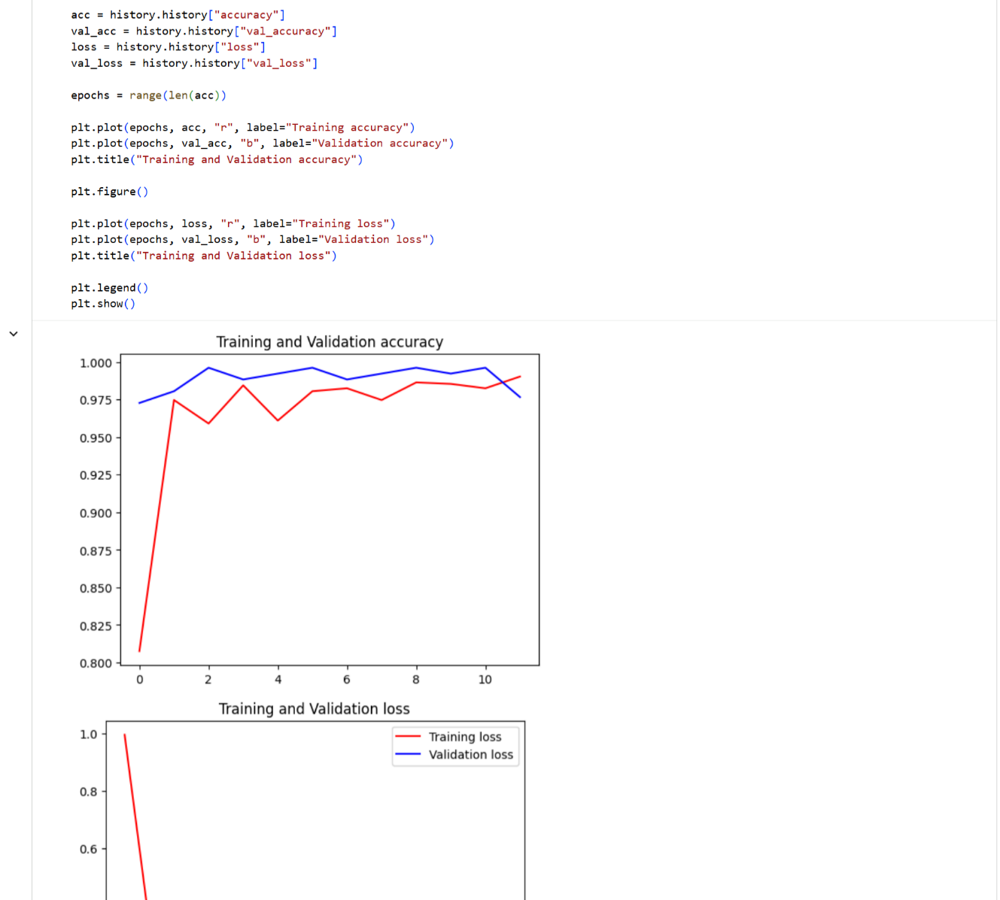 acc = history.history["accuracy"]
val_acc = history.history["val_accuracy"]
loss = history.history["loss"]
val_loss = history.history["val_loss"]
epochs = range(len(acc))
plt.plot(epochs, acc, "r", label="Training accuracy")
plt.plot(epochs, val_acc, "b", label="Validation accuracy")
plt.title("Training and Validation accuracy")
plt.figure()
plt.plot(epochs, loss, "r", label="Training loss")
plt.plot(epochs, val_loss, "b", label="Validation loss")
plt.title("Training and Validation loss")
plt.legend()
plt.show()
Training and Validation accuracy
1.000
0.975
0.950
0.925
0.900
0.875
0.850
0.825
0.800
0 2 4 6 8 10
Training and Validation loss
1.0
Training loss
Validation loss
0.8
0.6